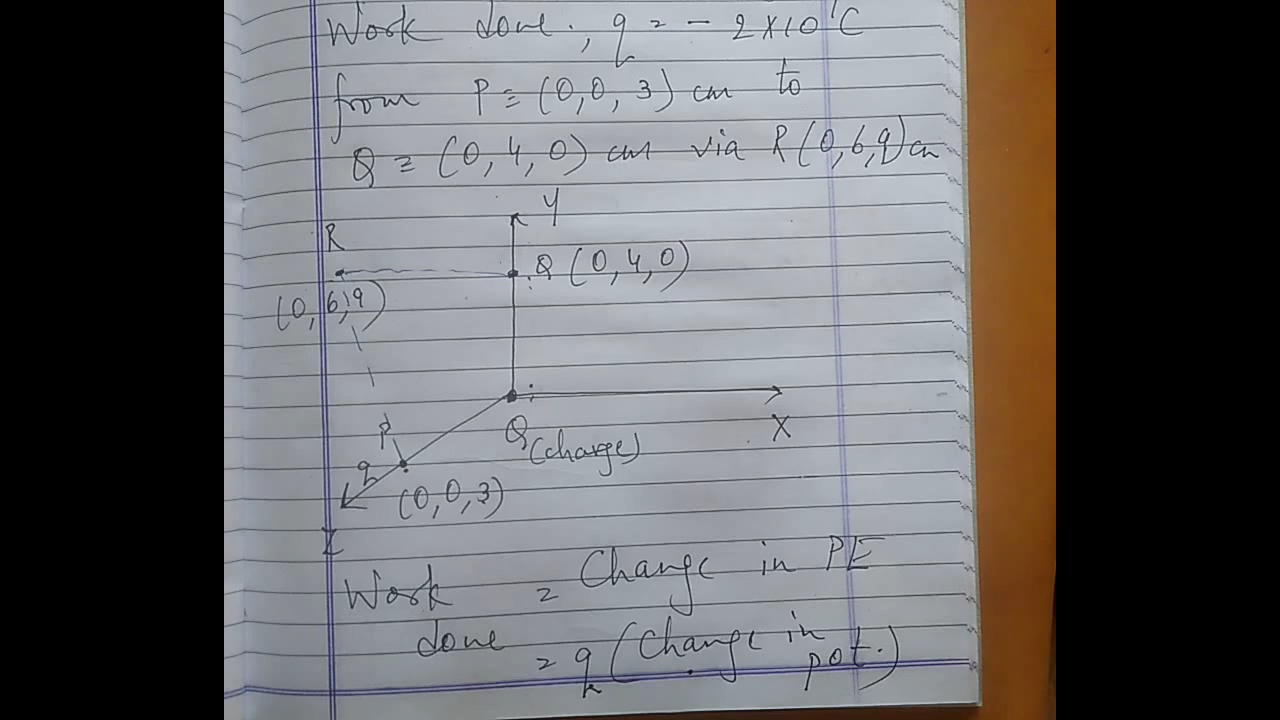 Work done., q = - 2×10⁻⁹C
from P ≡ (0,0,3) cm to
Q ≡ (0,4,0) cm via R(0,6,9)cm
Y
R
Q (0,4,0)
(0,6,9)
Q
(charge)
X
P
q
(0,0,3)
Z
Work = Change in PE
done
= q (Change in
pot.)